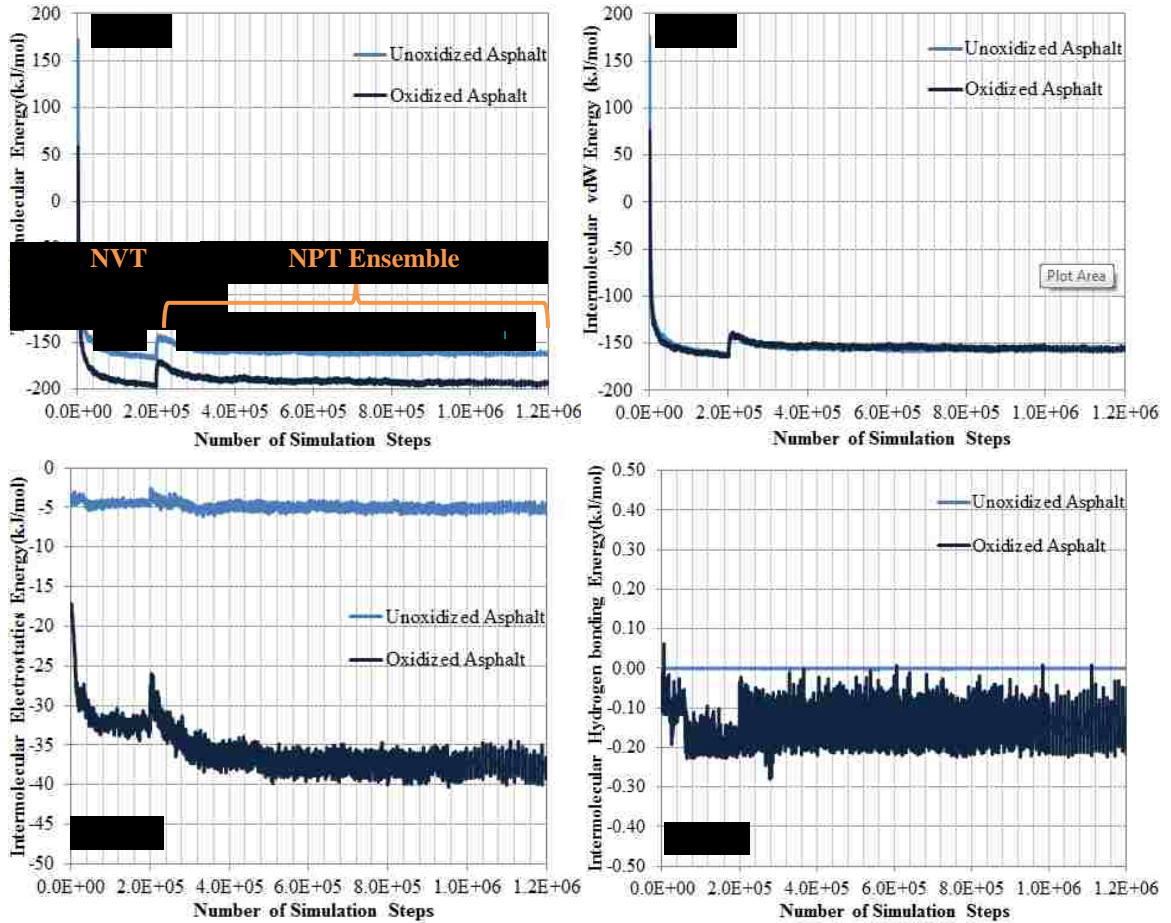 200
150
100
50
0
-150
-200
molecular Energy(kJ/mol)
Unoxidized Asphalt
Oxidized Asphalt
NVT
NPT Ensemble
0.0E+00 2.0E+05 4.0E+05 6.0E+05 8.0E+05 1.0E+06 1.2E+06
Number of Simulation Steps
200
150
100
50
0
-50
-100
-150
-200
Intermolecular vdW Energy (kJ/mol)
Unoxidized Asphalt
Oxidized Asphalt
Plot Area
0.0E+00 2.0E+05 4.0E+05 6.0E+05 8.0E+05 1.0E+06 1.2E+06
Number of Simulation Steps
0
-5
-10
-15
-20
-25
-30
-35
-40
-45
-50
Intermolecular Electrostatics Energy(kJ/mol)
Unoxidized Asphalt
Oxidized Asphalt
0.0E+00 2.0E+05 4.0E+05 6.0E+05 8.0E+05 1.0E+06 1.2E+06
Number of Simulation Steps
0.50
0.40
0.30
0.20
0.10
0.00
-0.10
-0.20
-0.30
-0.40
-0.50
Intermolecular Hydrogen bonding Energy(kJ/mol)
Unoxidized Asphalt
Oxidized Asphalt
0.0E+00 2.0E+05 4.0E+05 6.0E+05 8.0E+05 1.0E+06 1.2E+06
Number of Simulation Steps